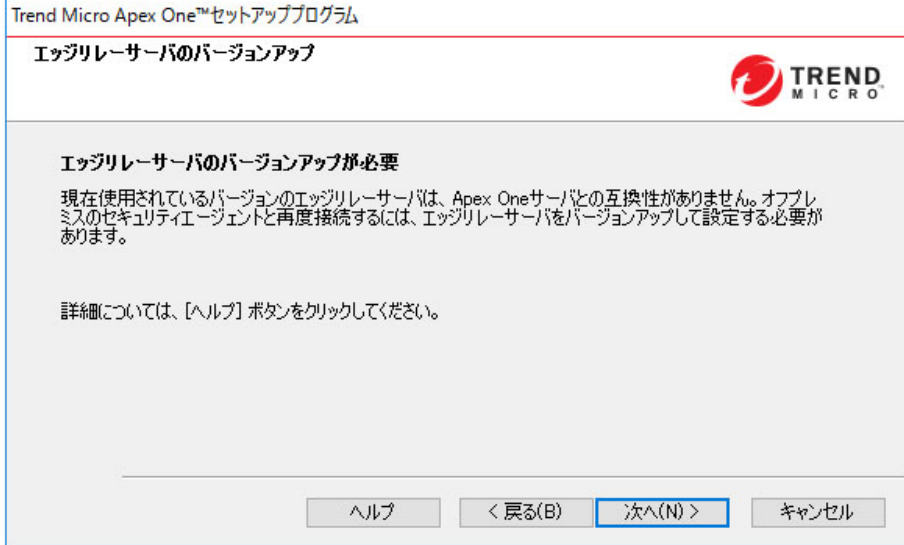 Trend Micro Apex One™セットアッププログラム
エッジリレーサーバのバージョンアップ
TREND
MICRO
エッジリレーサーバのバージョンアップが必要
現在使用されているバージョンのエッジリレーサーバは、Apex Oneサーバとの互換性がありません。オフプレ
ミスのセキュリティエージェントと再度接続するには、エッジリレーサーバをバージョンアップして設定する必要が
あります。
詳細については、[ヘルプ] ボタンをクリックしてください。
ヘルプ
< 戻る(B)
次へ(N) >
キャンセル